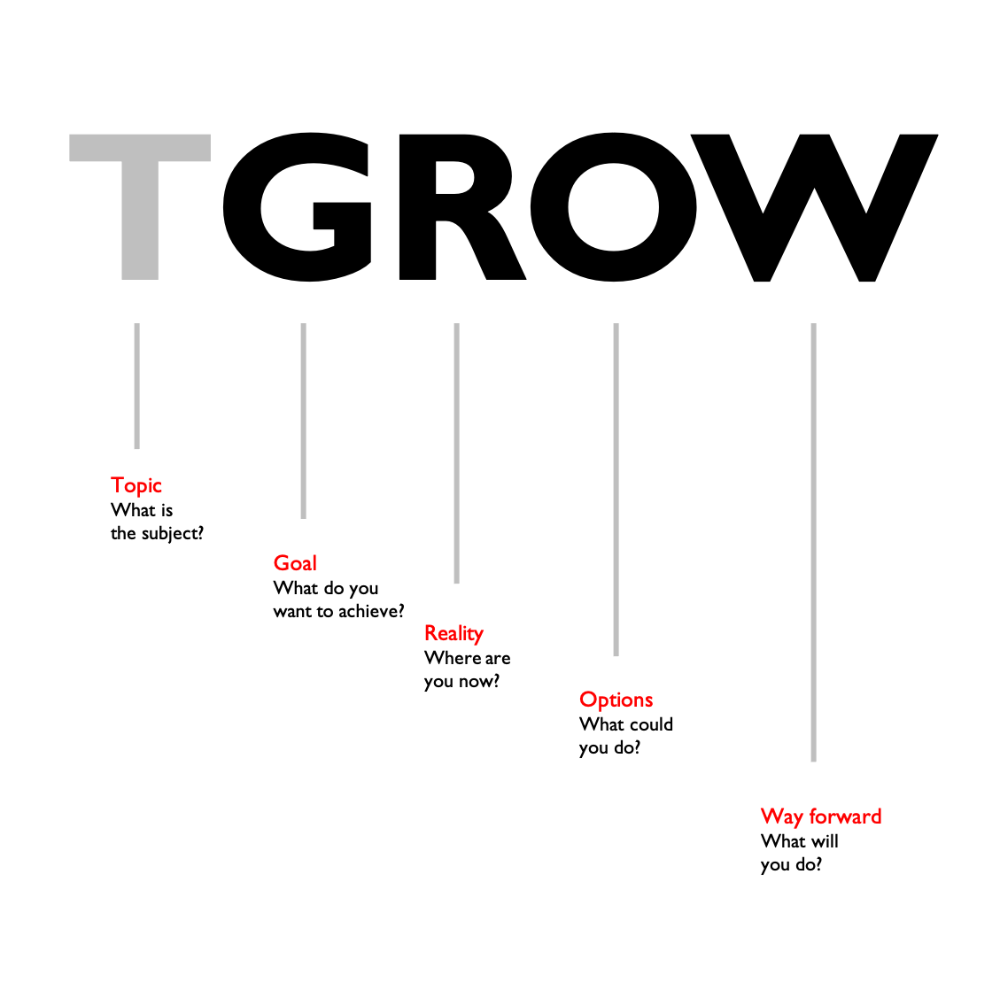 TGROW
Topic
What is
the subject?
Goal
What do you
want to achieve?
Reality
Where are
you now?
Options
What could
you do?
Way forward
What will
you do?